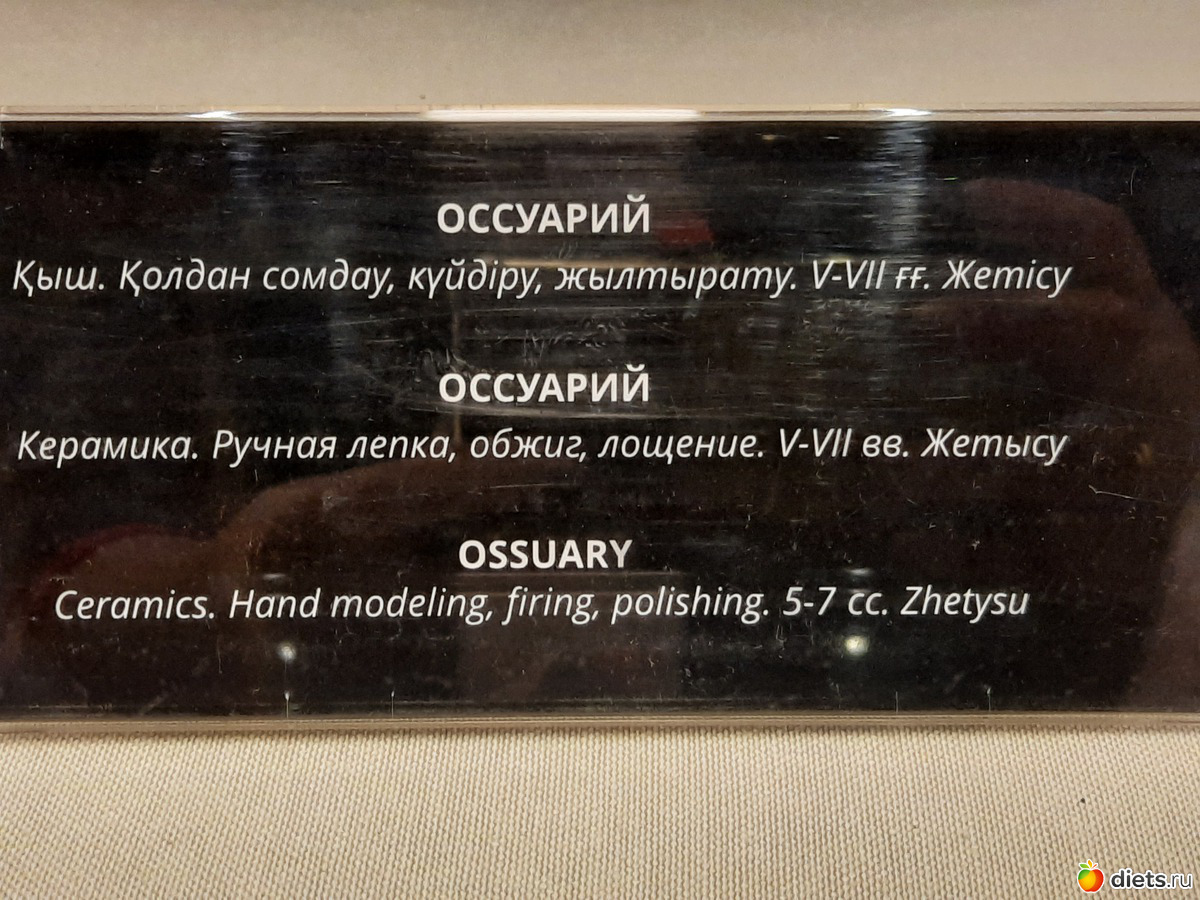 ОССУАРИЙ
Қыш. Қолдан сомдау, күйдіру, жылтырату. V-VII ғғ. Жетісу
ОССУАРИЙ
Керамика. Ручная лепка, обжиг, лощение. V-VII вв. Жетысу
OSSUARY
Ceramics. Hand modeling, firing, polishing. 5-7 cc. Zhetysu
diets.ru